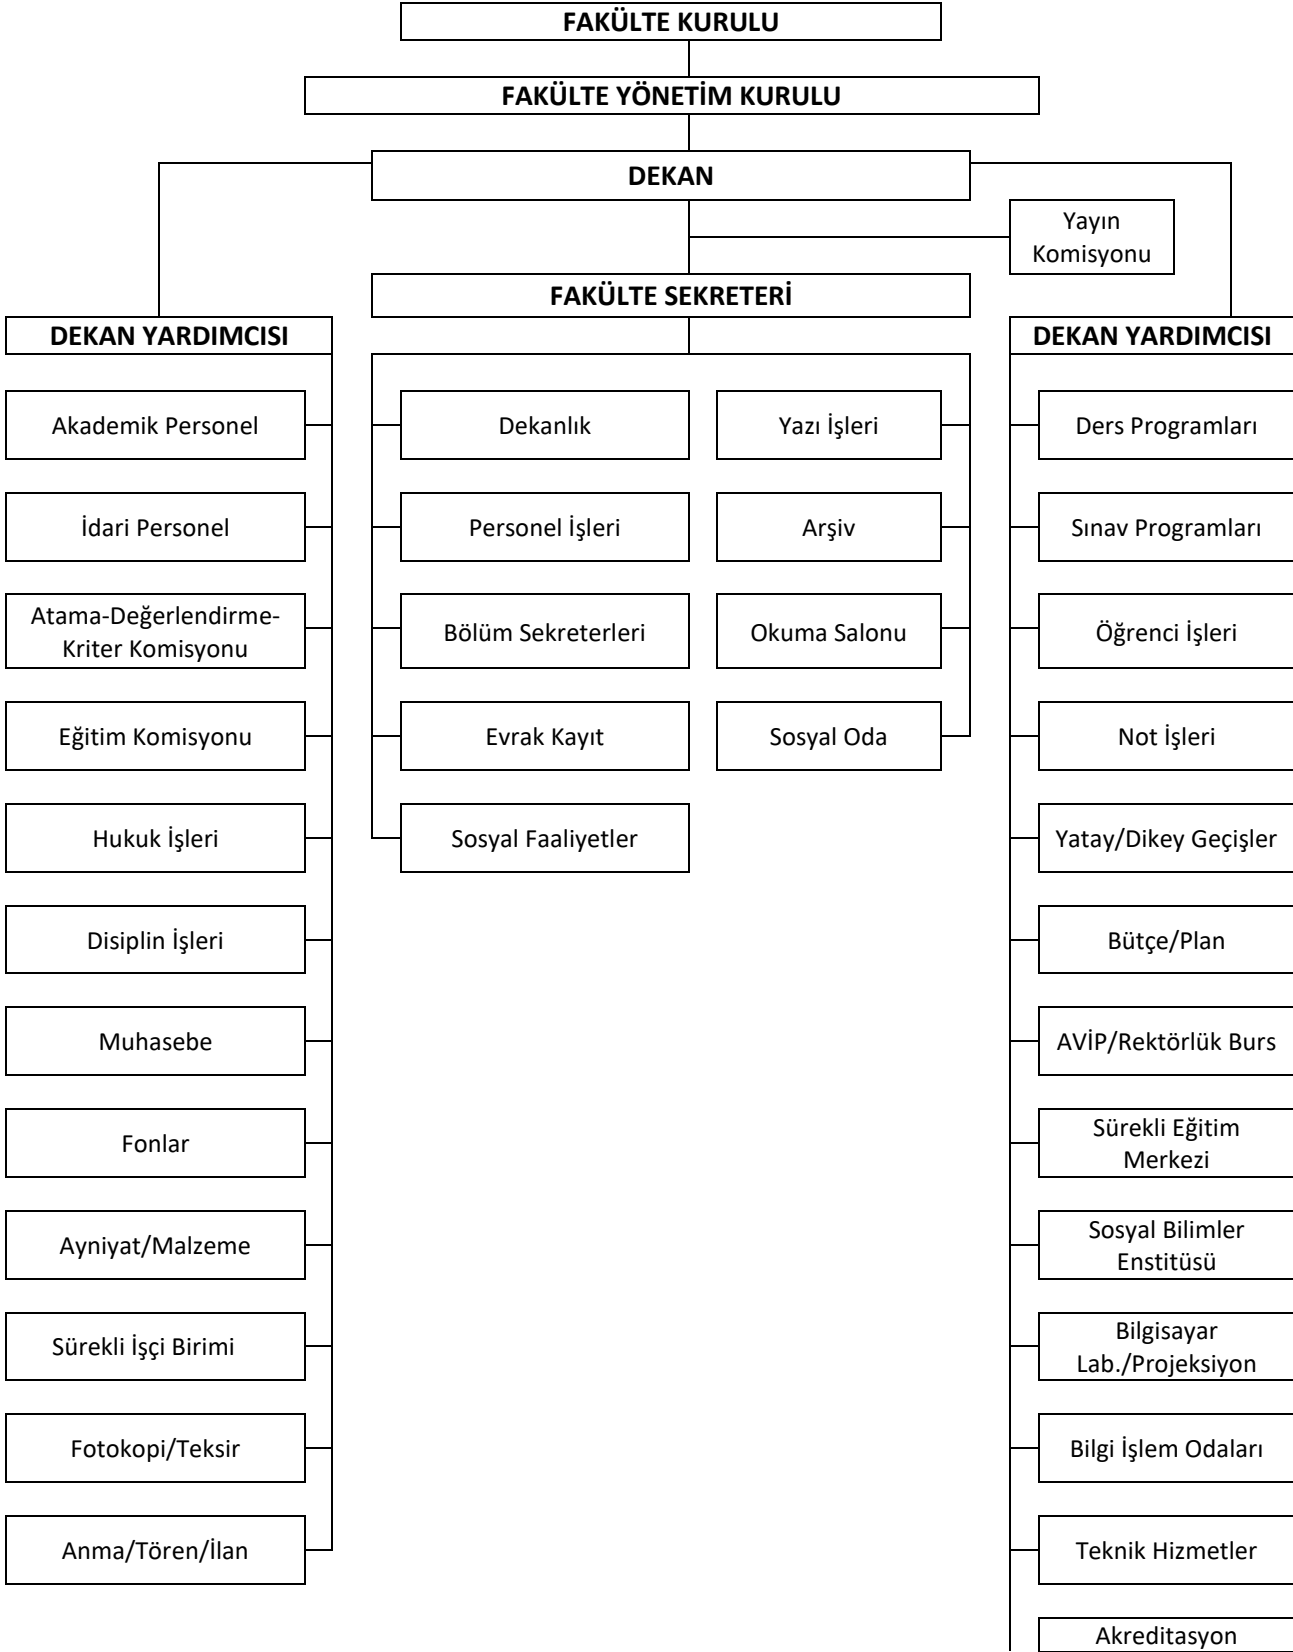 FAKÜLTE KURULU
FAKÜLTE YÖNETİM KURULU
DEKAN
Yayın
Komisyonu
FAKÜLTE SEKRETERİ
DEKAN YARDIMCISI
Akademik Personel
İdari Personel
Atama-Değerlendirme-
Kriter Komisyonu
Eğitim Komisyonu
Hukuk İşleri
Disiplin İşleri
Muhasebe
Fonlar
Ayniyat/Malzeme
Sürekli İşçi Birimi
Fotokopi/Teksir
Anma/Tören/İlan
Dekanlık
Personel İşleri
Bölüm Sekreterleri
Evrak Kayıt
Sosyal Faaliyetler
Yazı İşleri
Arşiv
Okuma Salonu
Sosyal Oda
DEKAN YARDIMCISI
Ders Programları
Sınav Programları
Öğrenci İşleri
Not İşleri
Yatay/Dikey Geçişler
Bütçe/Plan
AVİP/Rektörlük Burs
Sürekli Eğitim
Merkezi
Sosyal Bilimler
Enstitüsü
Bilgisayar
Lab./Projeksiyon
Bilgi İşlem Odaları
Teknik Hizmetler
Akreditasyon